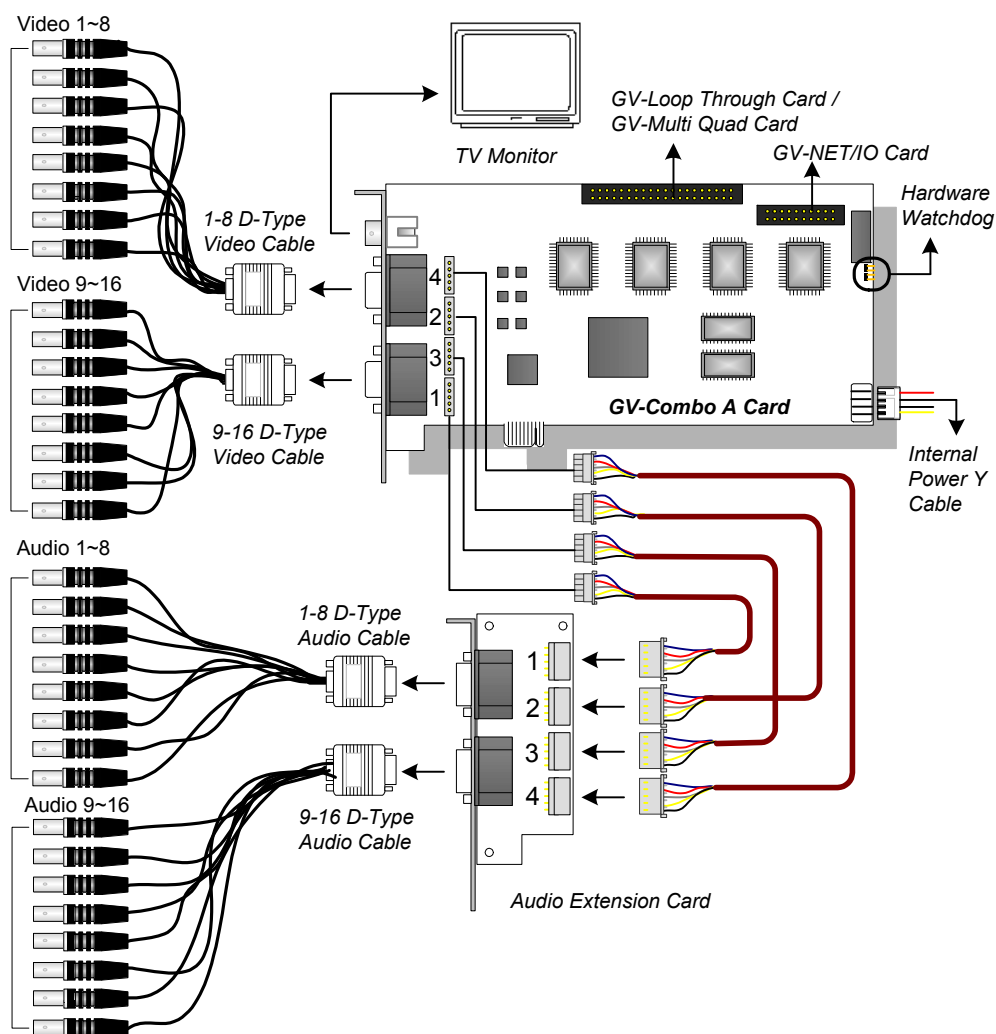 Video 1~8
TV Monitor
GV-Loop Through Card /
GV-Multi Quad Card
GV-NET/IO Card
Hardware
Watchdog
1-8 D-Type
Video Cable
Video 9~16
4
2
3
1
GV-Combo A Card
9-16 D-Type
Video Cable
Internal
Power Y
Cable
Audio 1~8
1-8 D-Type
Audio Cable
1
2
3
4
Audio 9~16
9-16 D-Type
Audio Cable
Audio Extension Card